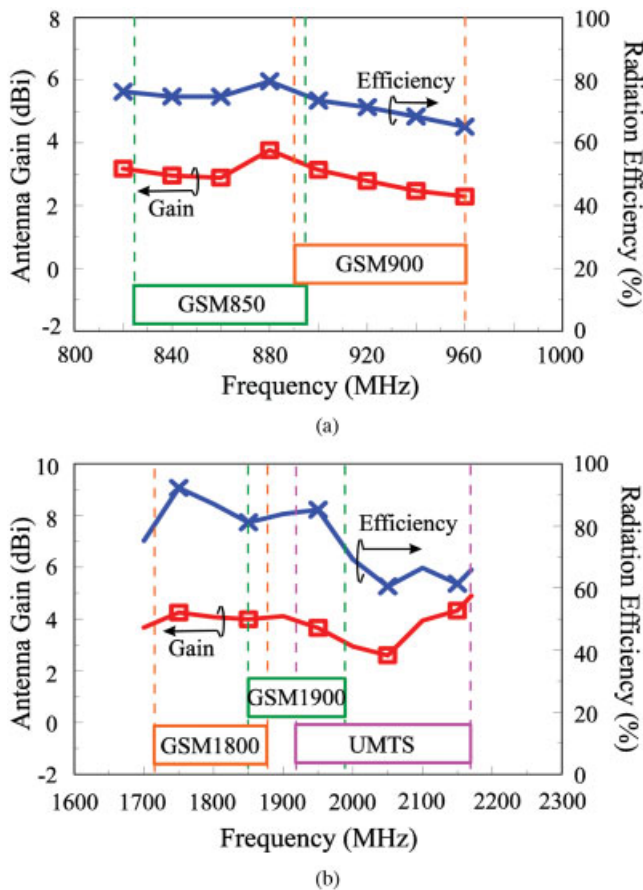 8
6
4
2
0
-2
100
80
60
40
20
0
Antenna Gain (dBi)
Radiation Efficiency (%)
Efficiency
Gain
GSM900
GSM850
800
840
880
920
960
1000
Frequency (MHz)
(a)
10
8
6
4
2
0
-2
100
80
60
40
20
0
Antenna Gain (dBi)
Radiation Efficiency (%)
Efficiency
Gain
GSM1900
GSM1800
UMTS
1600
1700
1800
1900
2000
2100
2200
2300
Frequency (MHz)
(b)